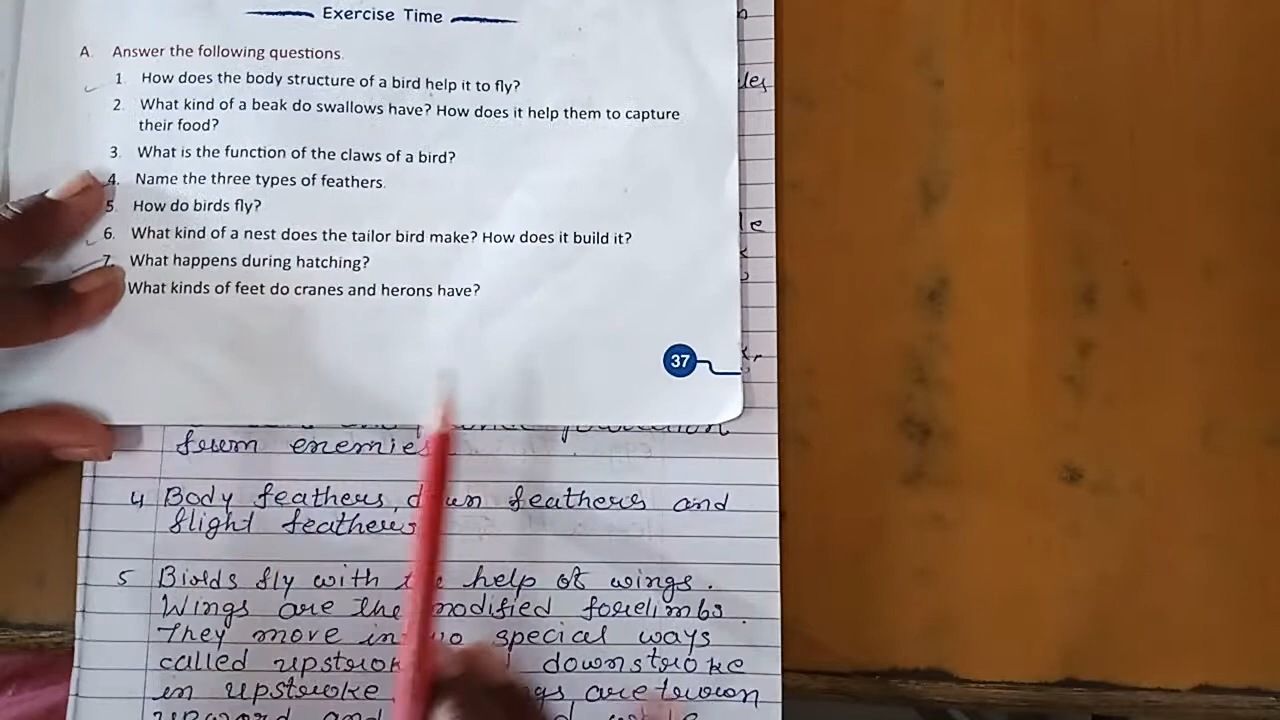 Exercise Time
A. Answer the following questions.
1. How does the body structure of a bird help it to fly?
2. What kind of a beak do swallows have? How does it help them to capture
their food?
3. What is the function of the claws of a bird?
4. Name the three types of feathers.
5. How do birds fly?
6. What kind of a nest does the tailor bird make? How does it build it?
7. What happens during hatching?
What kinds of feet do cranes and herons have?
37
from enemies
4 Body feathers, down feathers and
flight feathers
5 Birds fly with the help of wings.
Wings are the modified forelimbs.
They move in two special ways
called upstroke downstroke
in upstroke are
and